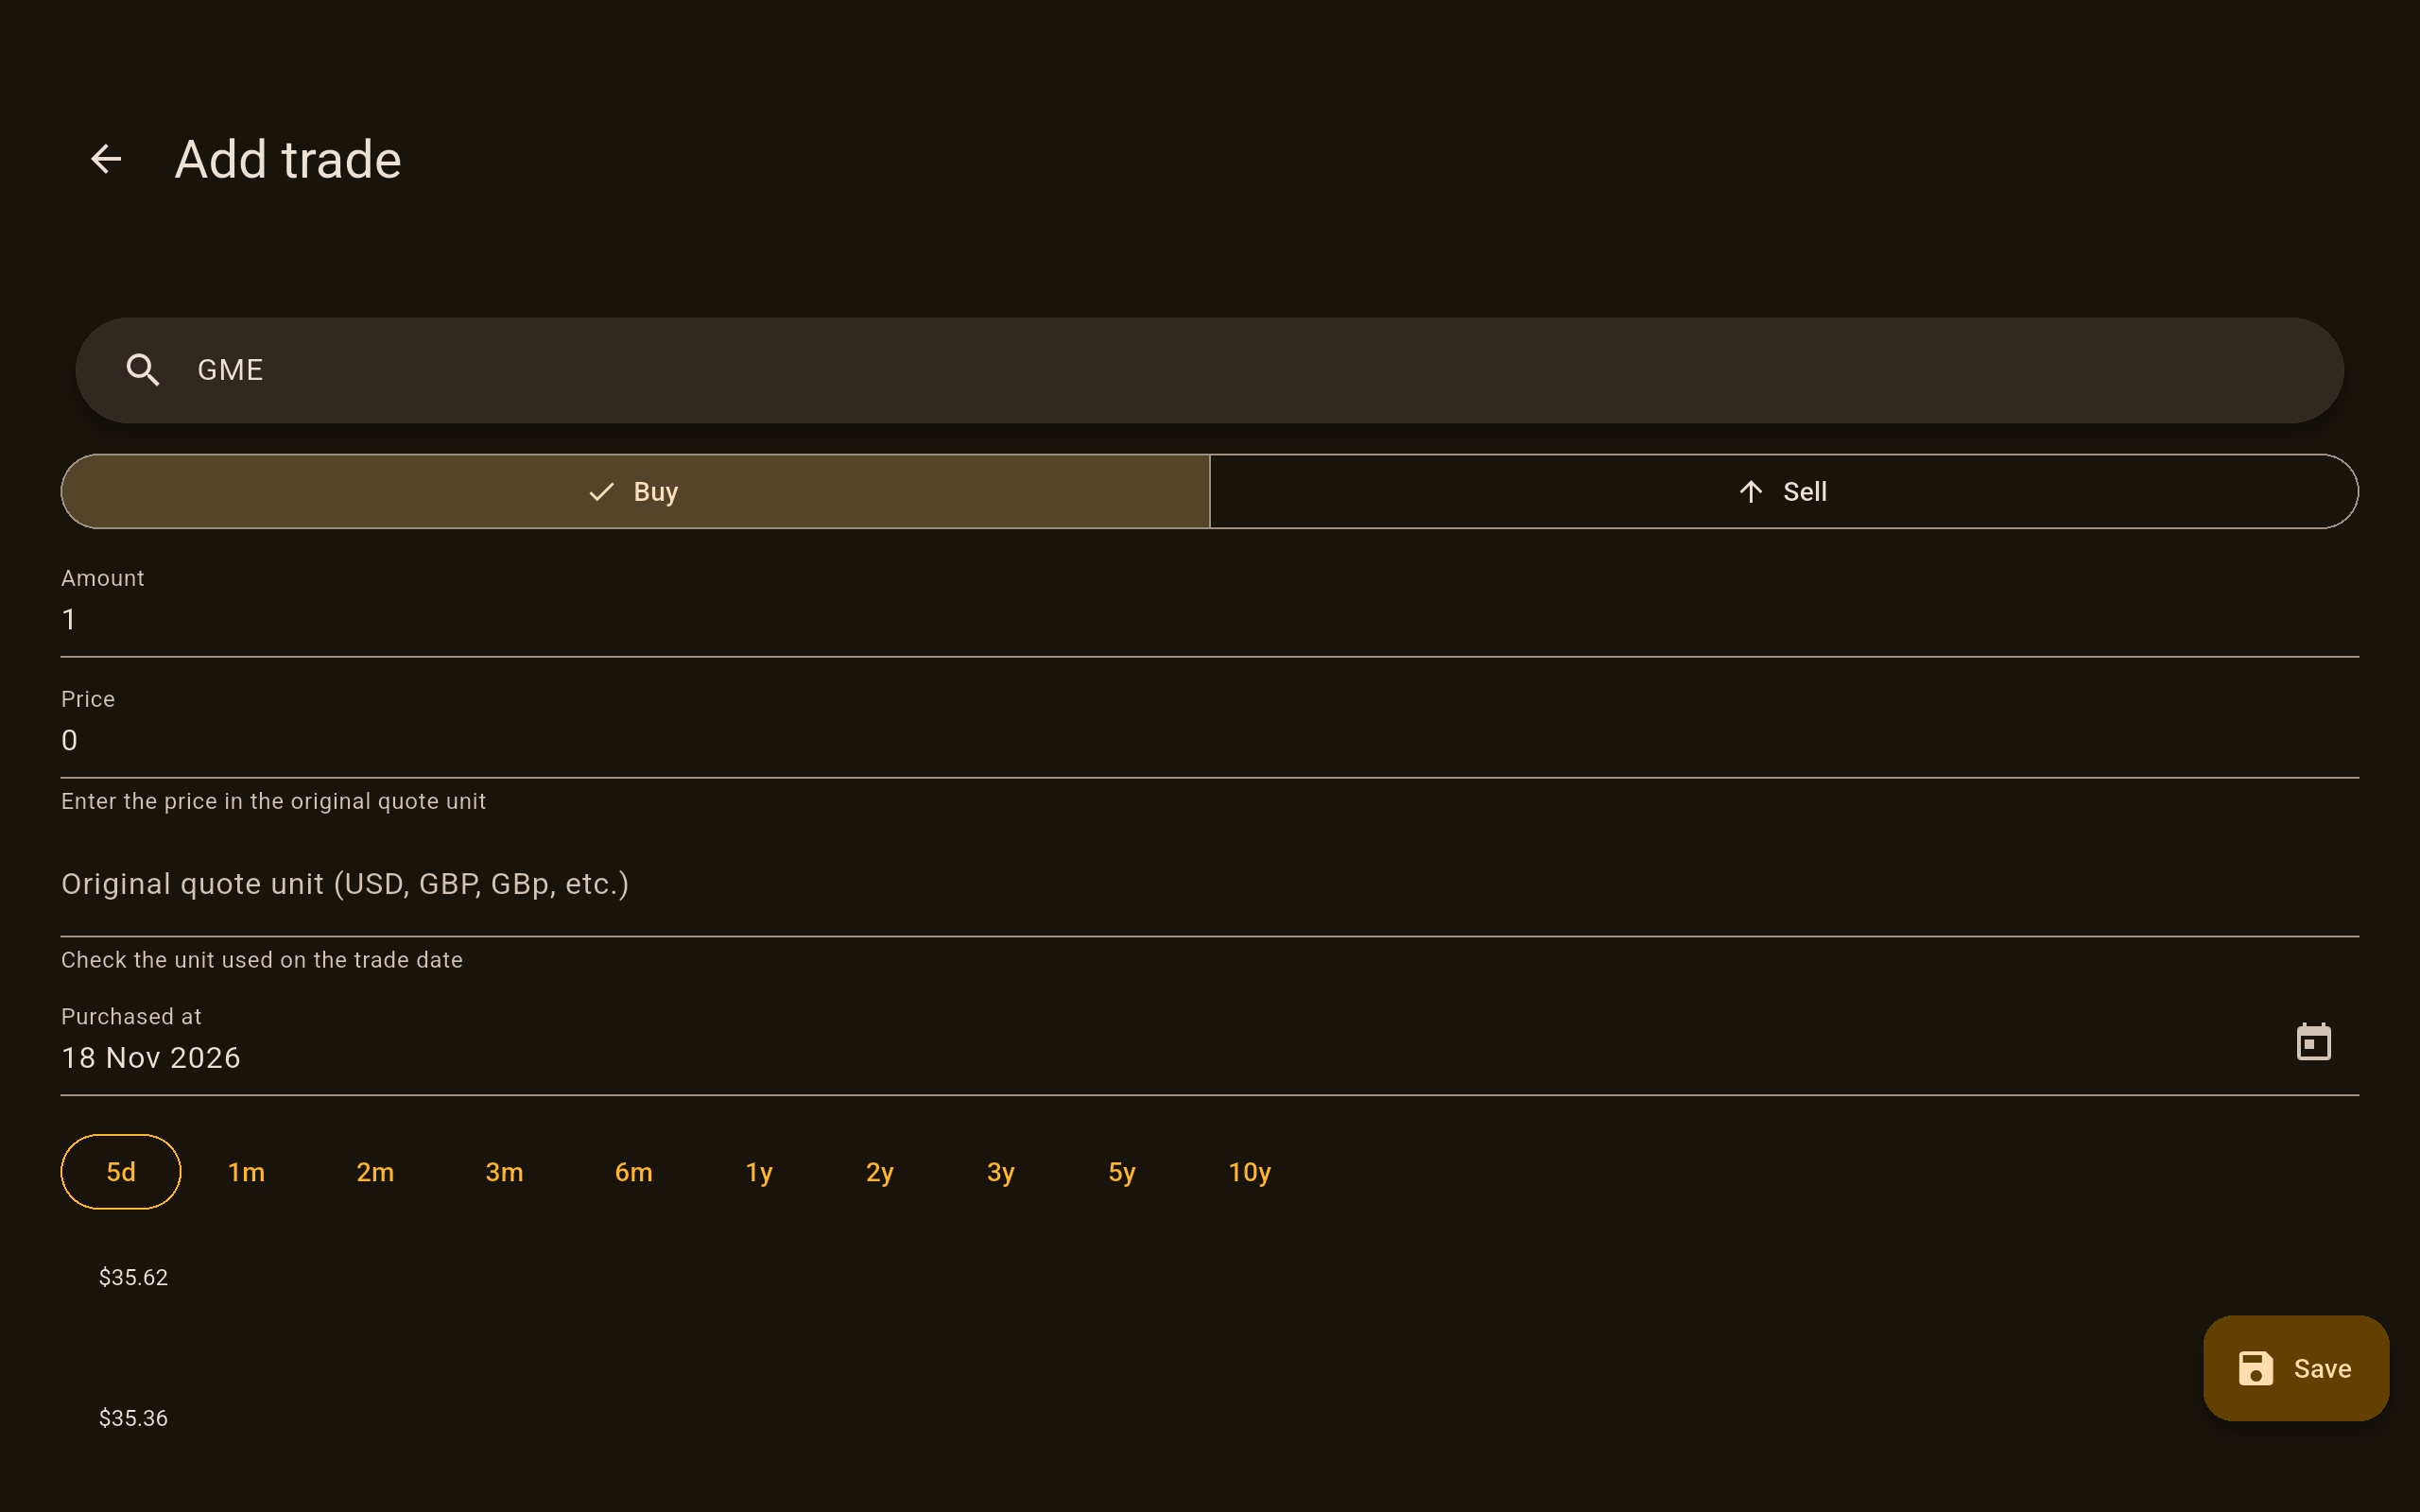 Add trade
GME
Buy
Sell
Amount
1
Price
0
Enter the price in the original quote unit
Original quote unit (USD, GBP, GBp, etc.)
Check the unit used on the trade date
Purchased at
18 Nov 2026
5d 1m 2m 3m 6m 1y 2y 3y 5y 10y
$35.62
Save
$35.36